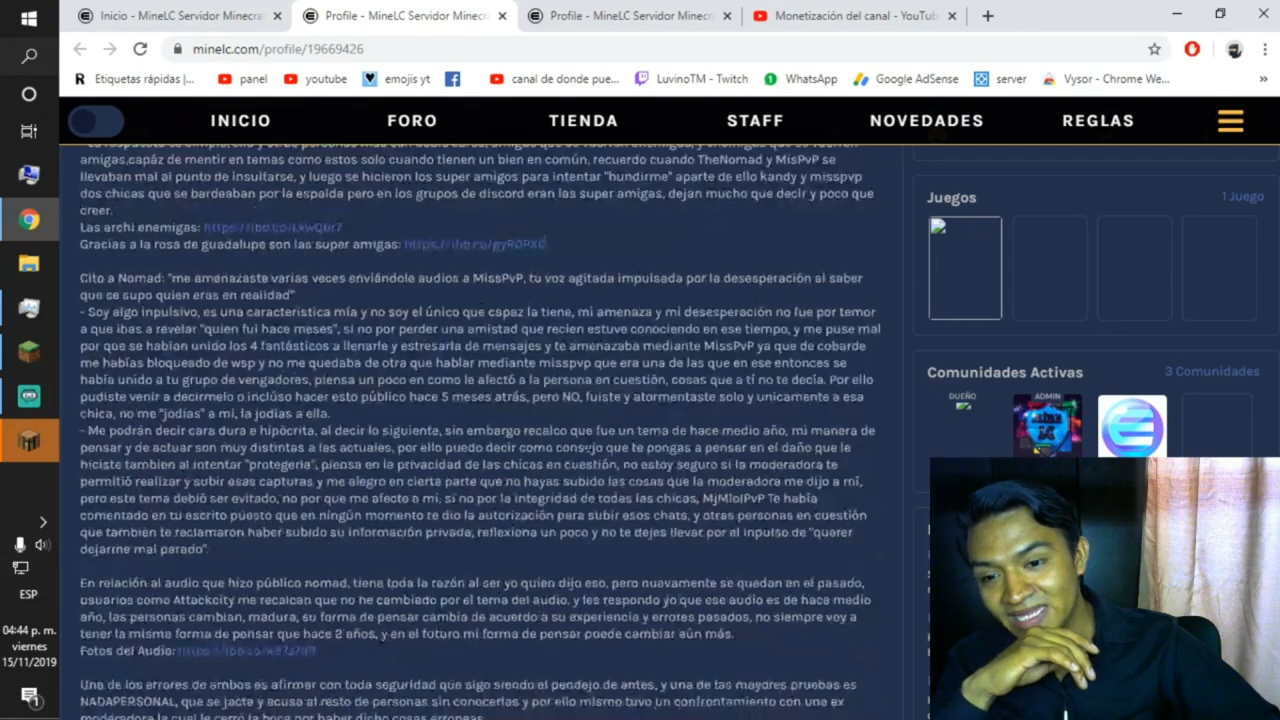 Inicio - MineLC Servidor Minecra
Profile - MineLC Servidor Minecra
Profile - MineLC Servidor Minecra
Monetización del canal - YouTub
minelc.com/profile/19669426
Etiquetas rápidas |...
panel
youtube
emojis yt
canal de donde pue...
LuvinoTM - Twitch
WhatsApp
Google AdSense
server
Vysor - Chrome We...
INICIO
FORO
TIENDA
STAFF
NOVEDADES
REGLAS
amigas,capáz de mentir en temas como estos solo cuando tienen un bien en común, recuerdo cuando TheNomad y MisPvP se
llevaban mal al punto de insultarse, y luego se hicieron los super amigos para intentar "hundirme" aparte de ello kandy y misspvp
dos chicas que se bardeaban por la espalda pero en los grupos de discord eran las super amigas, dejan mucho que decir y poco que
creer.
Las archi enemigas:
Gracias a la rosa de guadalupe son las super amigas:
Cito a Nomad: "me amenazaste varias veces enviándole audios a MissPvP, tu voz agitada impulsada por la desesperación al saber
que se supo quien eras en realidad"
- Soy algo inpulsivo, es una caracteristica mía y no soy el único que capaz la tiene, mi amenaza y mi desesperación no fue por temor
a que ibas a revelar "quien fui hace meses", si no por perder una amistad que recien estuve conociendo en ese tiempo, y me puse mal
por que se habian unido los 4 fantásticos a llenarle y estresarla de mensajes y te amenazaba mediante MissPvP ya que de cobarde
me habías bloqueado de wsp y no me quedaba de otra que hablar mediante misspvp que era una de las que en ese entonces se
había unido a tu grupo de vengadores, piensa un poco en como le afectó a la persona en cuestión, cosas que a tí no te decía. Por ello
pudiste venir a decirmelo o incluso hacer esto público hace 5 meses atrás, pero NO, fuiste y atormentaste solo y unicamente a esa
chica, no me "jodias" a mi, la jodias a ella.
- Me podrán decir cara dura e hipócrita, al decir lo siguiente, sin embargo recalco que fue un tema de hace medio año, mi manera de
pensar y de actuar son muy distintas a las actuales, por ello puedo decir como consejo que te pongas a pensar en el daño que le
hiciste tambien al intentar "protegerla", piensa en la privacidad de las chicas en cuestión, no estoy seguro si la moderadora te
permitió realizar y subir esas capturas, y me alegro en cierta parte que no hayas subido las cosas que la moderadora me dijo a mí,
pero este tema debió ser evitado, no por que me afecte a mi, si no por la integridad de todas las chicas, MjMlolPvP Te había
comentado en tu escrito puesto que en ningún momento te dio la autorización para subir esos chats, y otras personas en cuestión
que tambien te reclamaron haber subido su información privada, reflexiona un poco y no te dejes llevar por el inpulso de "querer
dejarme mal parado".
En relación al audio que hizo público nomad, tiene toda la razón al ser yo quien dijo eso, pero nuevamente se quedan en el pasado,
usuarios como Attackcity me recalcan que no he cambiado por el tema del audio, y les respondo yo que ese audio es de hace medio
año, las personas cambian, madura, su forma de pensar cambia de acuerdo a su experiencia y errores pasados, no siempre voy a
tener la misma forma de pensar que hace 2 años, y en el futuro mi forma de pensar puede cambiar aún más.
Fotos del Audio:
Una de los errores de ambos es afirmar con toda seguridad que sigo siendo el pendejo de antes, y una de las mayores pruebas es
NADAPERSONAL, que se jacta y acusa al resto de personas sin conocerlas y por ello mismo tuvo un confrontamiento con una ex
moderadora la cual le cerró la boca por haber dicho cosas erroneas.
Juegos
1 Juego
Comunidades Activas
3 Comunidades
DUEÑO
ADMIN
ESP
04:44 p. m.
viernes
15/11/2019